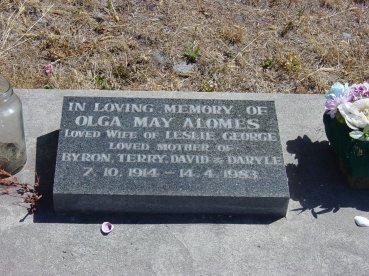 IN LOVING MEMORY OF
OLGA MAY ALOMES
LOVED WIFE OF LESLIE GEORGE
LOVED MOTHER OF
BYRON, TERRY, DAVID & DARYLE
7. 10. 1914 — 14. 4. 1983